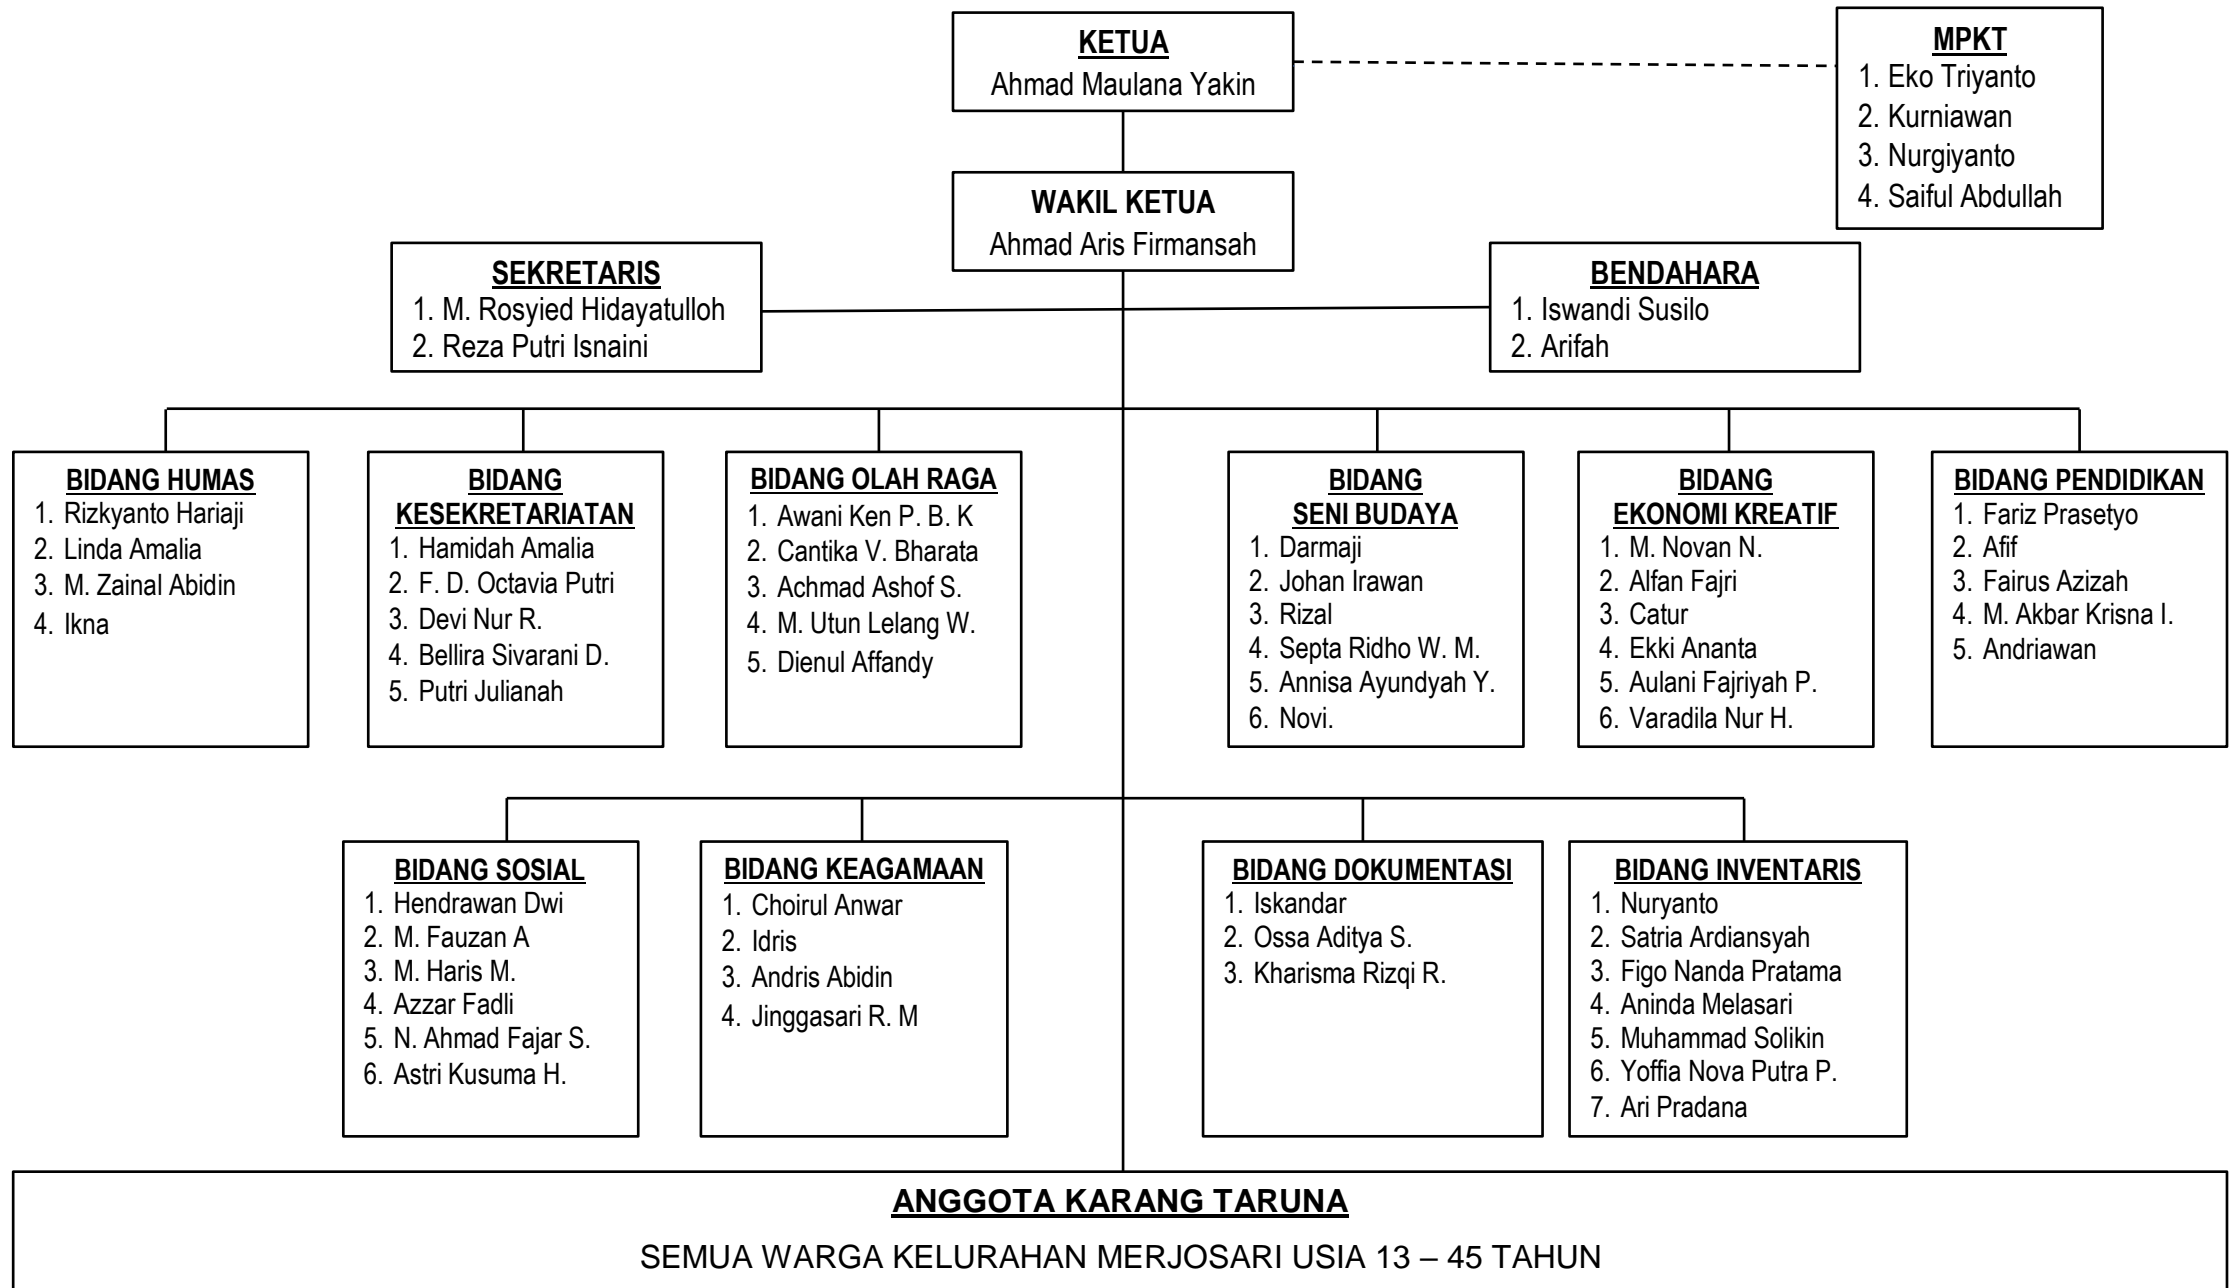 KETUA
Ahmad Maulana Yakin
MPKT
1. Eko Triyanto
2. Kurniawan
3. Nurgiyanto
4. Saiful Abdullah
WAKIL KETUA
Ahmad Aris Firmansah
SEKRETARIS
1. M. Rosyied Hidayatulloh
2. Reza Putri Isnaini
BENDAHARA
1. Iswandi Susilo
2. Arifah
BIDANG HUMAS
1. Rizkyanto Hariaji
2. Linda Amalia
3. M. Zainal Abidin
4. Ikna
BIDANG
KESEKRETARIATAN
1. Hamidah Amalia
2. F. D. Octavia Putri
3. Devi Nur R.
4. Bellira Sivarani D.
5. Putri Julianah
BIDANG OLAH RAGA
1. Awani Ken P. B. K
2. Cantika V. Bharata
3. Achmad Ashof S.
4. M. Utun Lelang W.
5. Dienul Affandy
BIDANG
SENI BUDAYA
1. Darmaji
2. Johan Irawan
3. Rizal
4. Septa Ridho W. M.
5. Annisa Ayundyah Y.
6. Novi.
BIDANG
EKONOMI KREATIF
1. M. Novan N.
2. Alfan Fajri
3. Catur
4. Ekki Ananta
5. Aulani Fajriyah P.
6. Varadila Nur H.
BIDANG PENDIDIKAN
1. Fariz Prasetyo
2. Afif
3. Fairus Azizah
4. M. Akbar Krisna I.
5. Andriawan
BIDANG SOSIAL
1. Hendrawan Dwi
2. M. Fauzan A
3. M. Haris M.
4. Azzar Fadli
5. N. Ahmad Fajar S.
6. Astri Kusuma H.
BIDANG KEAGAMAAN
1. Choirul Anwar
2. Idris
3. Andris Abidin
4. Jinggasari R. M
BIDANG DOKUMENTASI
1. Iskandar
2. Ossa Aditya S.
3. Kharisma Rizqi R.
BIDANG INVENTARIS
1. Nuryanto
2. Satria Ardiansyah
3. Figo Nanda Pratama
4. Aninda Melasari
5. Muhammad Solikin
6. Yoffia Nova Putra P.
7. Ari Pradana
ANGGOTA KARANG TARUNA
SEMUA WARGA KELURAHAN MERJOSARI USIA 13 – 45 TAHUN